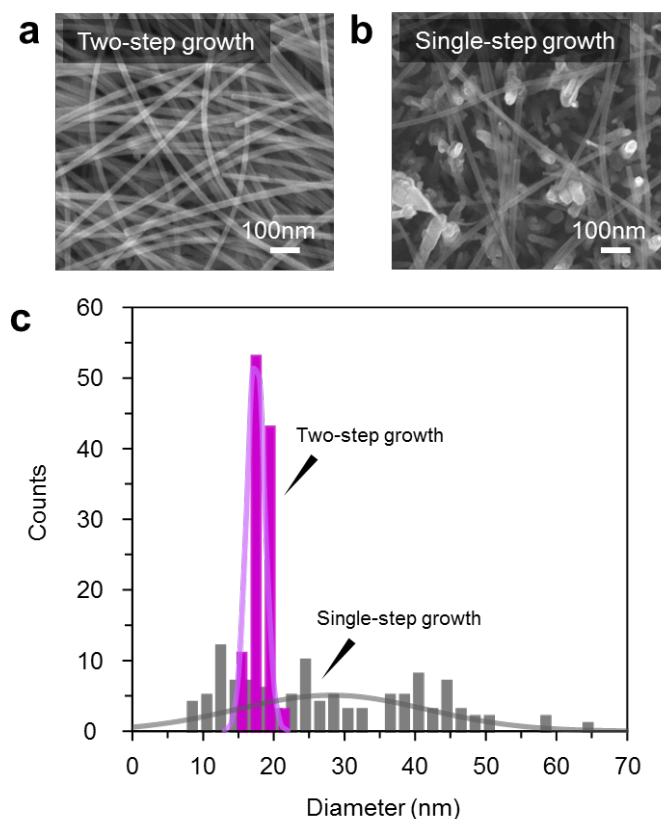 a
Two-step growth
100nm
b
Single-step growth
100nm
c
60
50
40
30
20
10
0
Counts
Two-step growth
Single-step growth
0 10 20 30 40 50 60 70
Diameter (nm)